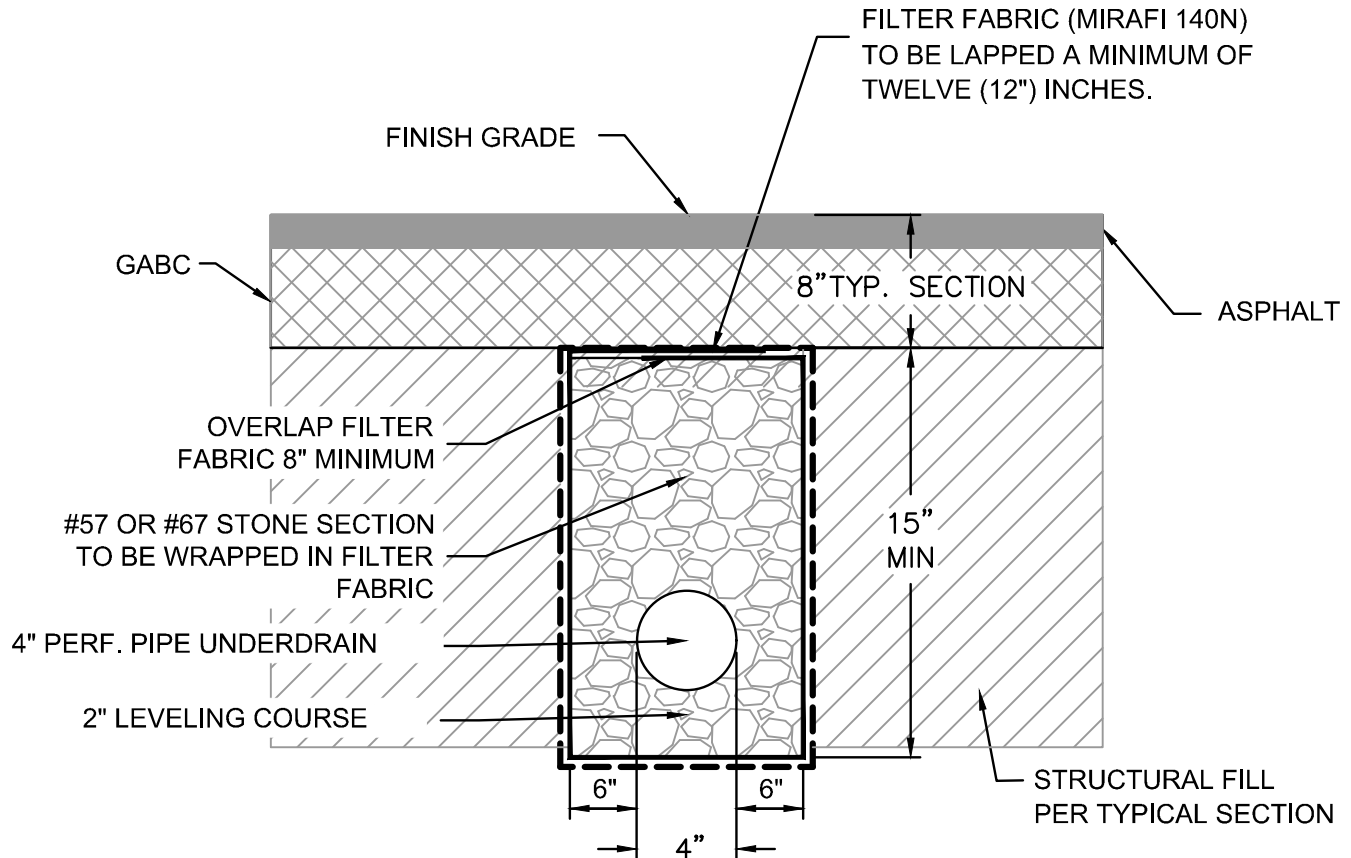 FILTER FABRIC (MIRAFI 140N)
TO BE LAPPED A MINIMUM OF
TWELVE (12") INCHES.
FINISH GRADE
GABC
8” TYP. SECTION
ASPHALT
OVERLAP FILTER
FABRIC 8" MINIMUM
#57 OR #67 STONE SECTION
TO BE WRAPPED IN FILTER
FABRIC
15”
MIN
4" PERF. PIPE UNDERDRAIN
2" LEVELING COURSE
STRUCTURAL FILL
PER TYPICAL SECTION
6"
6"
4”